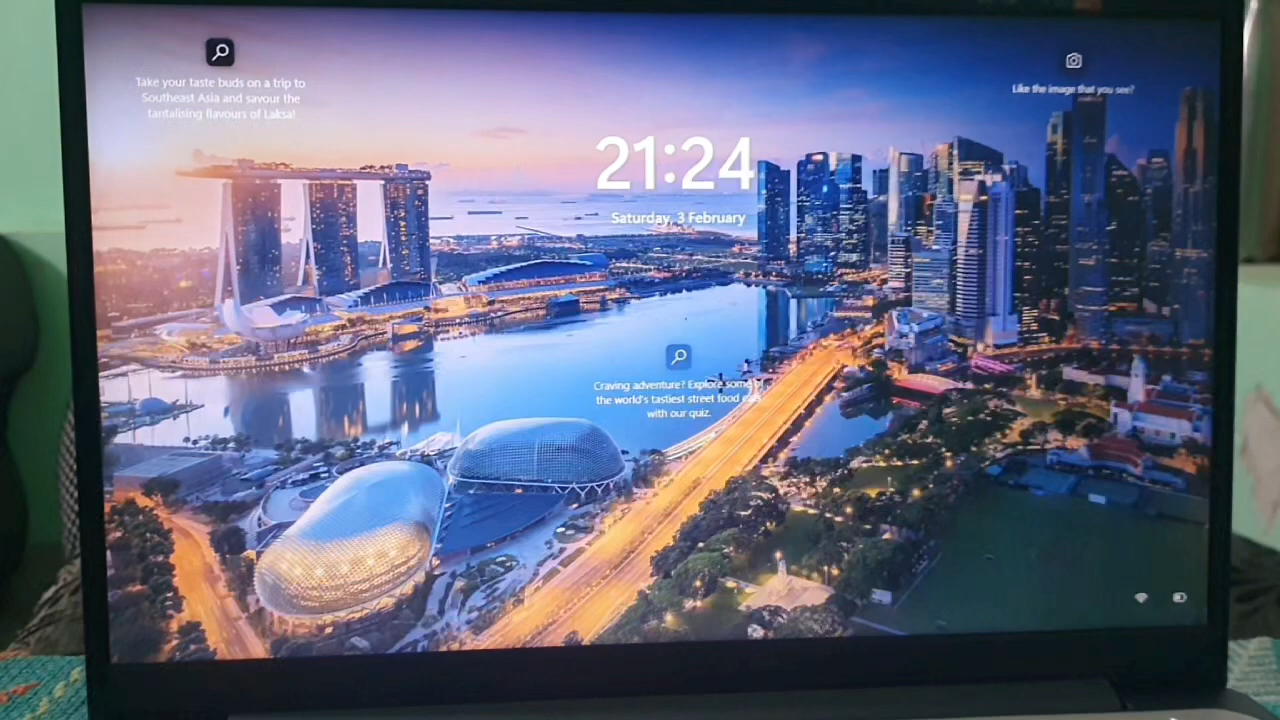 Take your taste buds on a trip to
Southeast Asia and savour the
tantalising flavours of Laksa!
Like the image that you see?
21:24
Saturday, 3 February
Craving adventure? Explore some of
the world's tastiest street food eats
with our quiz.